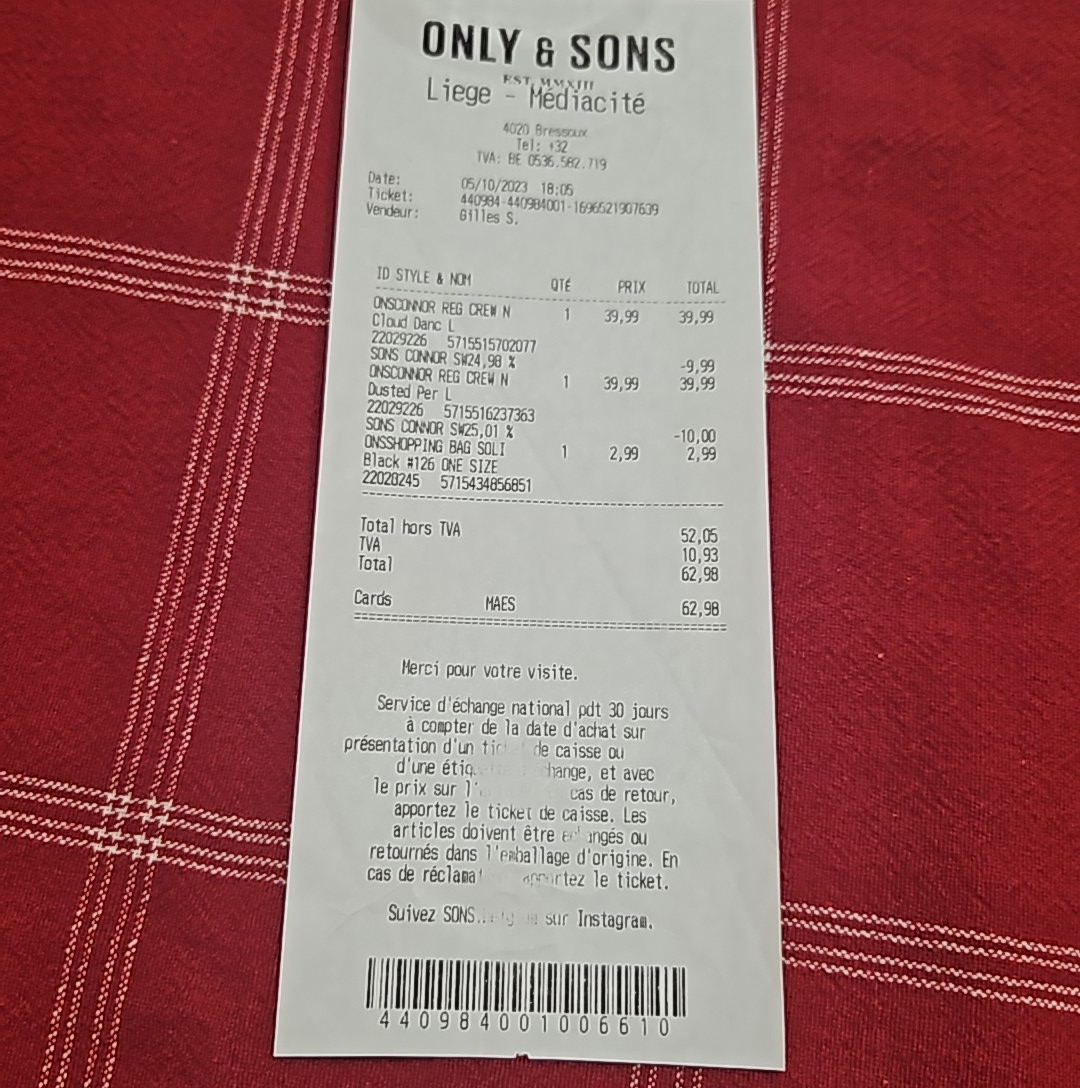 ONLY & SONS
EST. MMXIII
Liege - Médiacité
4020 Bressoux
Tel: +32
TVA: BE 0536.582.719
Date: 05/10/2023 18:05
Ticket: 440984-440984001-1696521907639
Vendeur: Gilles S.
ID STYLE & NOM QTÉ PRIX TOTAL
ONSCONNOR REG CREW N 1 39,99 39,99
Cloud Danc L
22029226 5715515702077
SONS CONNOR SW24,98 % -9,99
ONSCONNOR REG CREW N 1 39,99 39,99
Dusted Per L
22029226 5715516237363
SONS CONNOR SW25,01 % -10,00
ONSSHOPPING BAG SOLI 1 2,99 2,99
Black #126 ONE SIZE
22028245 5715434856851
Total hors TVA 52,05
TVA 10,93
Total 62,98
Cards MAES 62,98
Merci pour votre visite.
Service d'échange national pdt 30 jours
à compter de la date d'achat sur
présentation d'un de caisse ou
d'une et avec
le prix sur cas de retour,
apportez le ticket de caisse. Les
articles doivent être ou
retournés dans l'emballage d'origine. En
cas de le ticket.
Suivez sur Instagram.
440984001006610